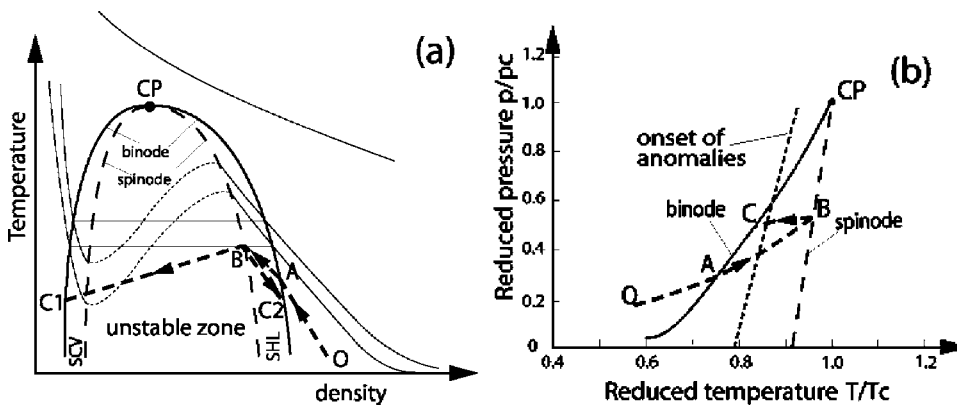 (a)
CP
binode
spinode
Temperature
B
A
C1
C2
unstable zone
SCV
SHL
O
density
(b)
1.2
1.0
0.8
0.6
0.4
0.2
0
Reduced pressure p/pc
CP
onset of
anomalies
binode
C
B
spinode
A
O
0.4
0.6
0.8
1.0
1.2
Reduced temperature T/Tc